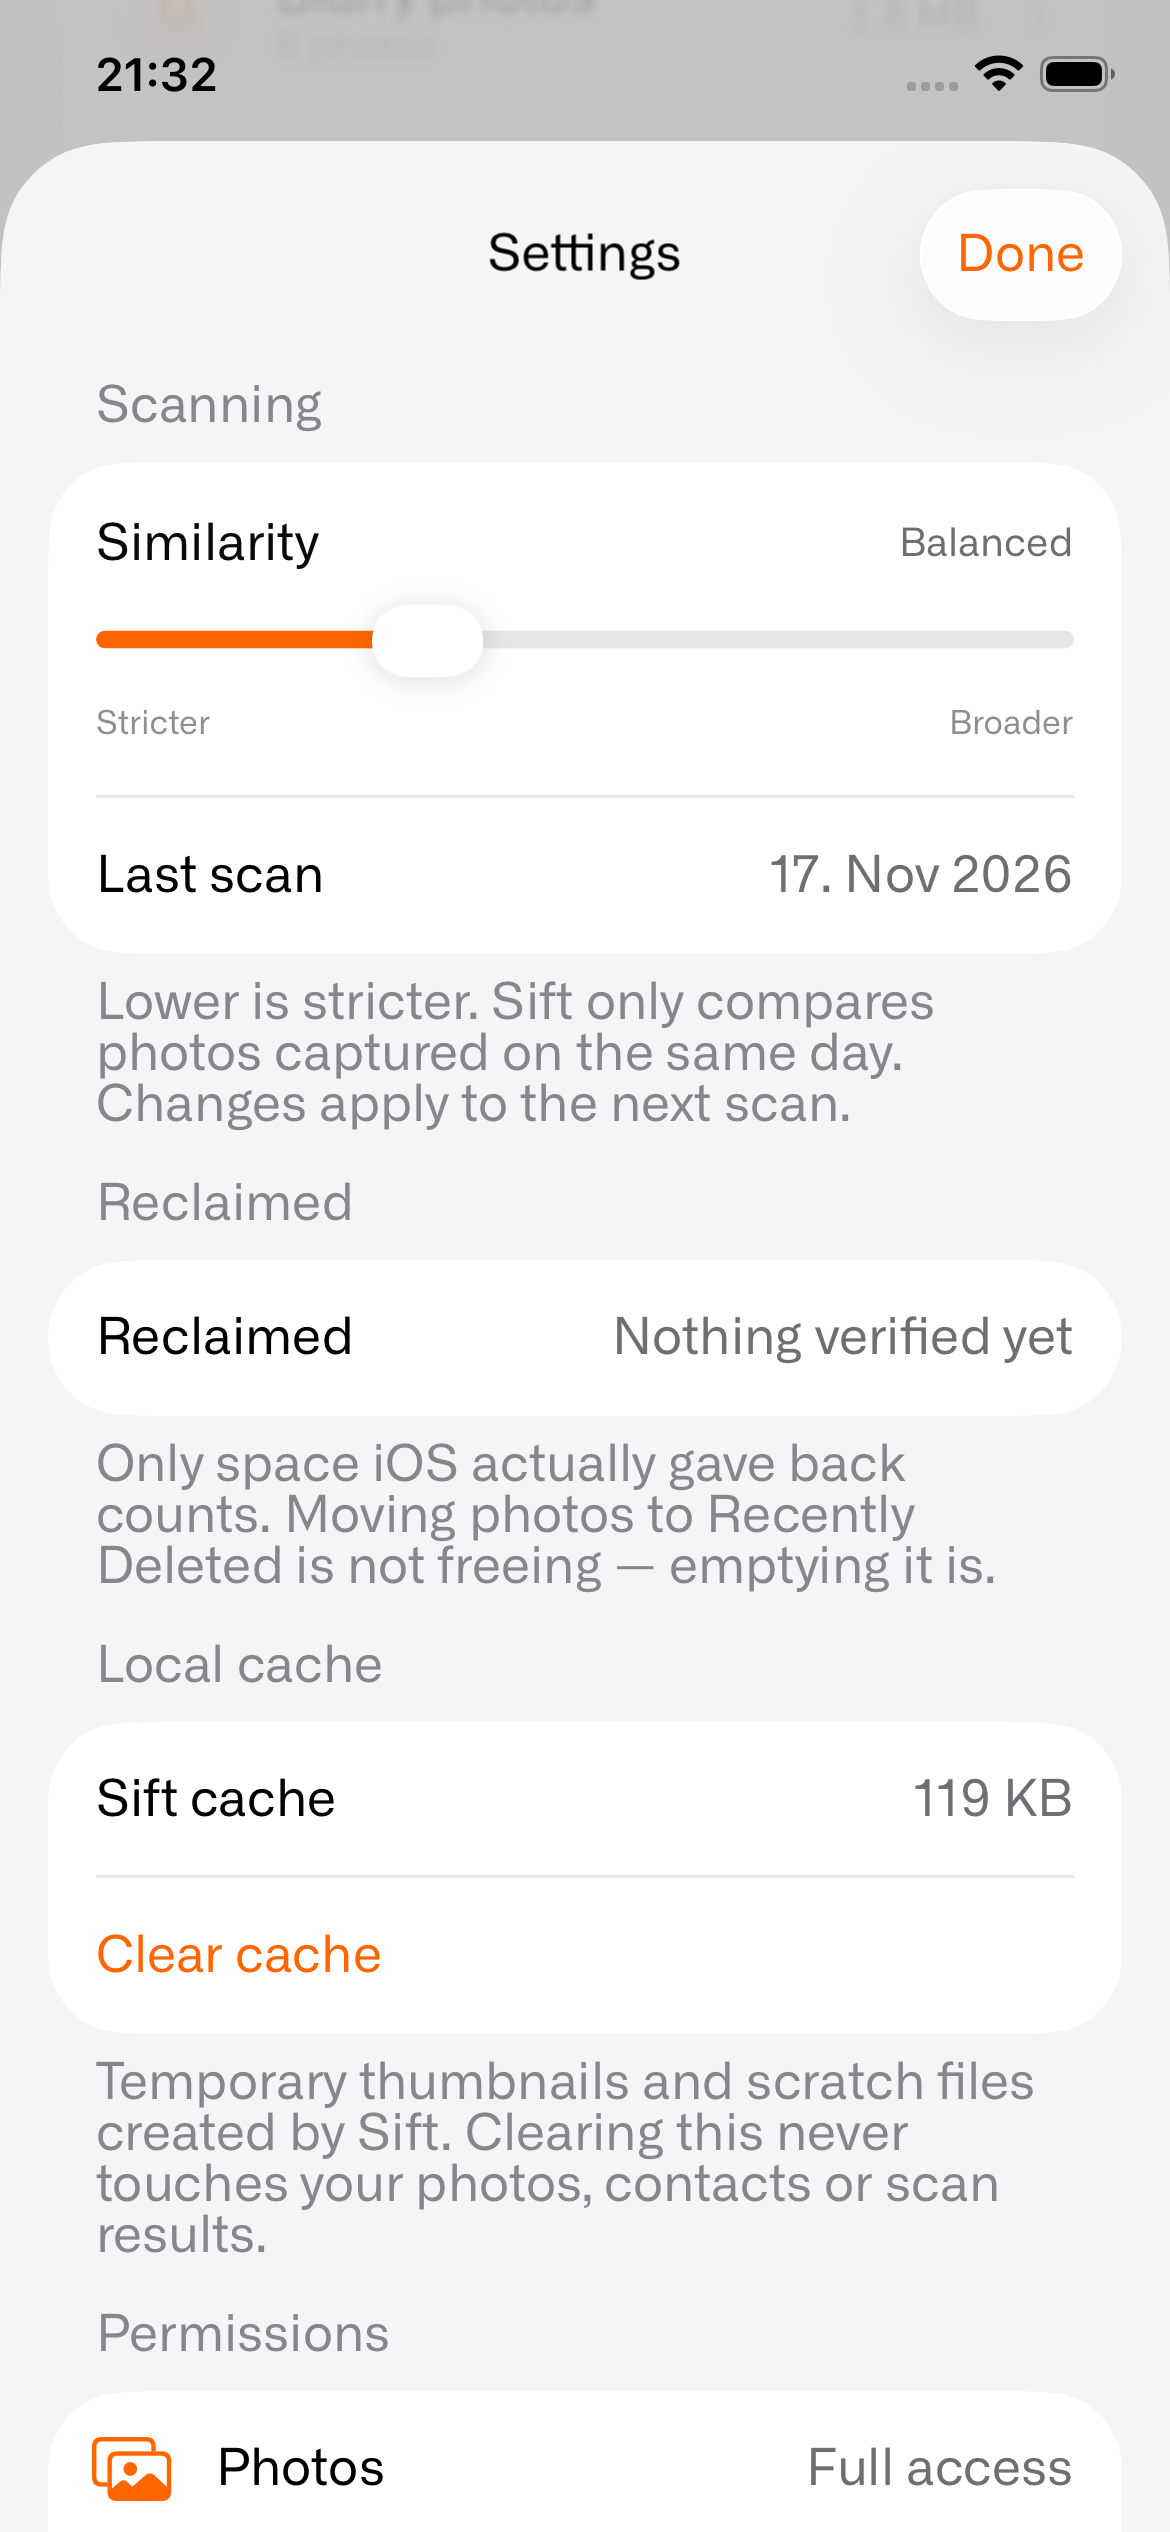 21:32
Settings
Done
Scanning
Similarity
Balanced
Stricter
Broader
Last scan
17. Nov 2026
Lower is stricter. Sift only compares
photos captured on the same day.
Changes apply to the next scan.
Reclaimed
Reclaimed
Nothing verified yet
Only space iOS actually gave back
counts. Moving photos to Recently
Deleted is not freeing — emptying it is.
Local cache
Sift cache
119 KB
Clear cache
Temporary thumbnails and scratch files
created by Sift. Clearing this never
touches your photos, contacts or scan
results.
Permissions
Photos
Full access